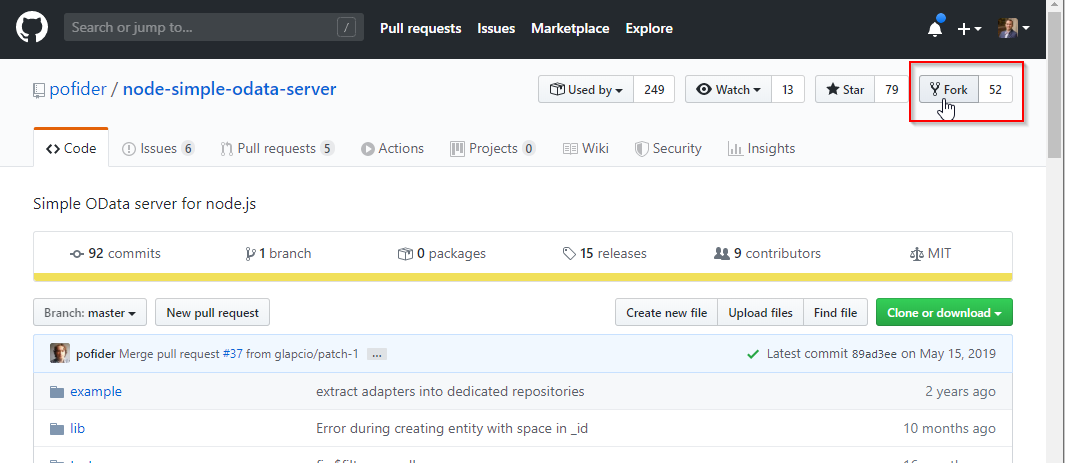 Search or jump to... / Pull requests Issues Marketplace Explore
pofider / node-simple-odata-server Used by 249 Watch 13 Star 79 Fork 52
Code Issues 6 Pull requests 5 Actions Projects 0 Wiki Security Insights
Simple OData server for node.js
92 commits 1 branch 0 packages 15 releases 9 contributors MIT
Branch: master New pull request Create new file Upload files Find file Clone or download
pofider Merge pull request #37 from glapcio/patch-1 ... Latest commit 89ad3ee on May 15, 2019
example extract adapters into dedicated repositories 2 years ago
lib Error during creating entity with space in _id 10 months ago